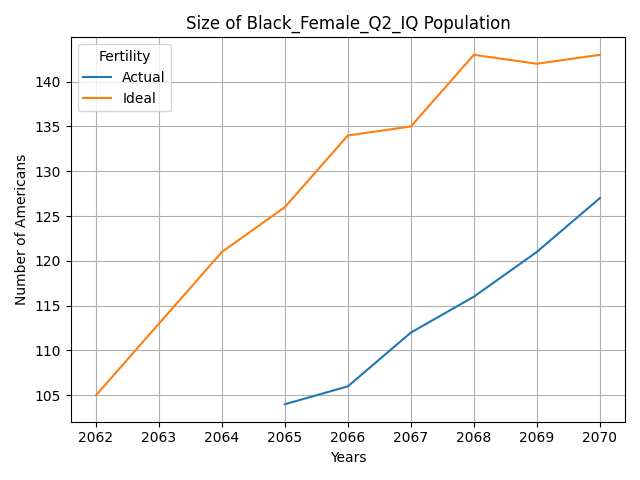 Size of Black_Female_Q2_IQ Population
Fertility
Actual
Ideal
Number of Americans
140
135
130
125
120
115
110
105
2062 2063 2064 2065 2066 2067 2068 2069 2070
Years